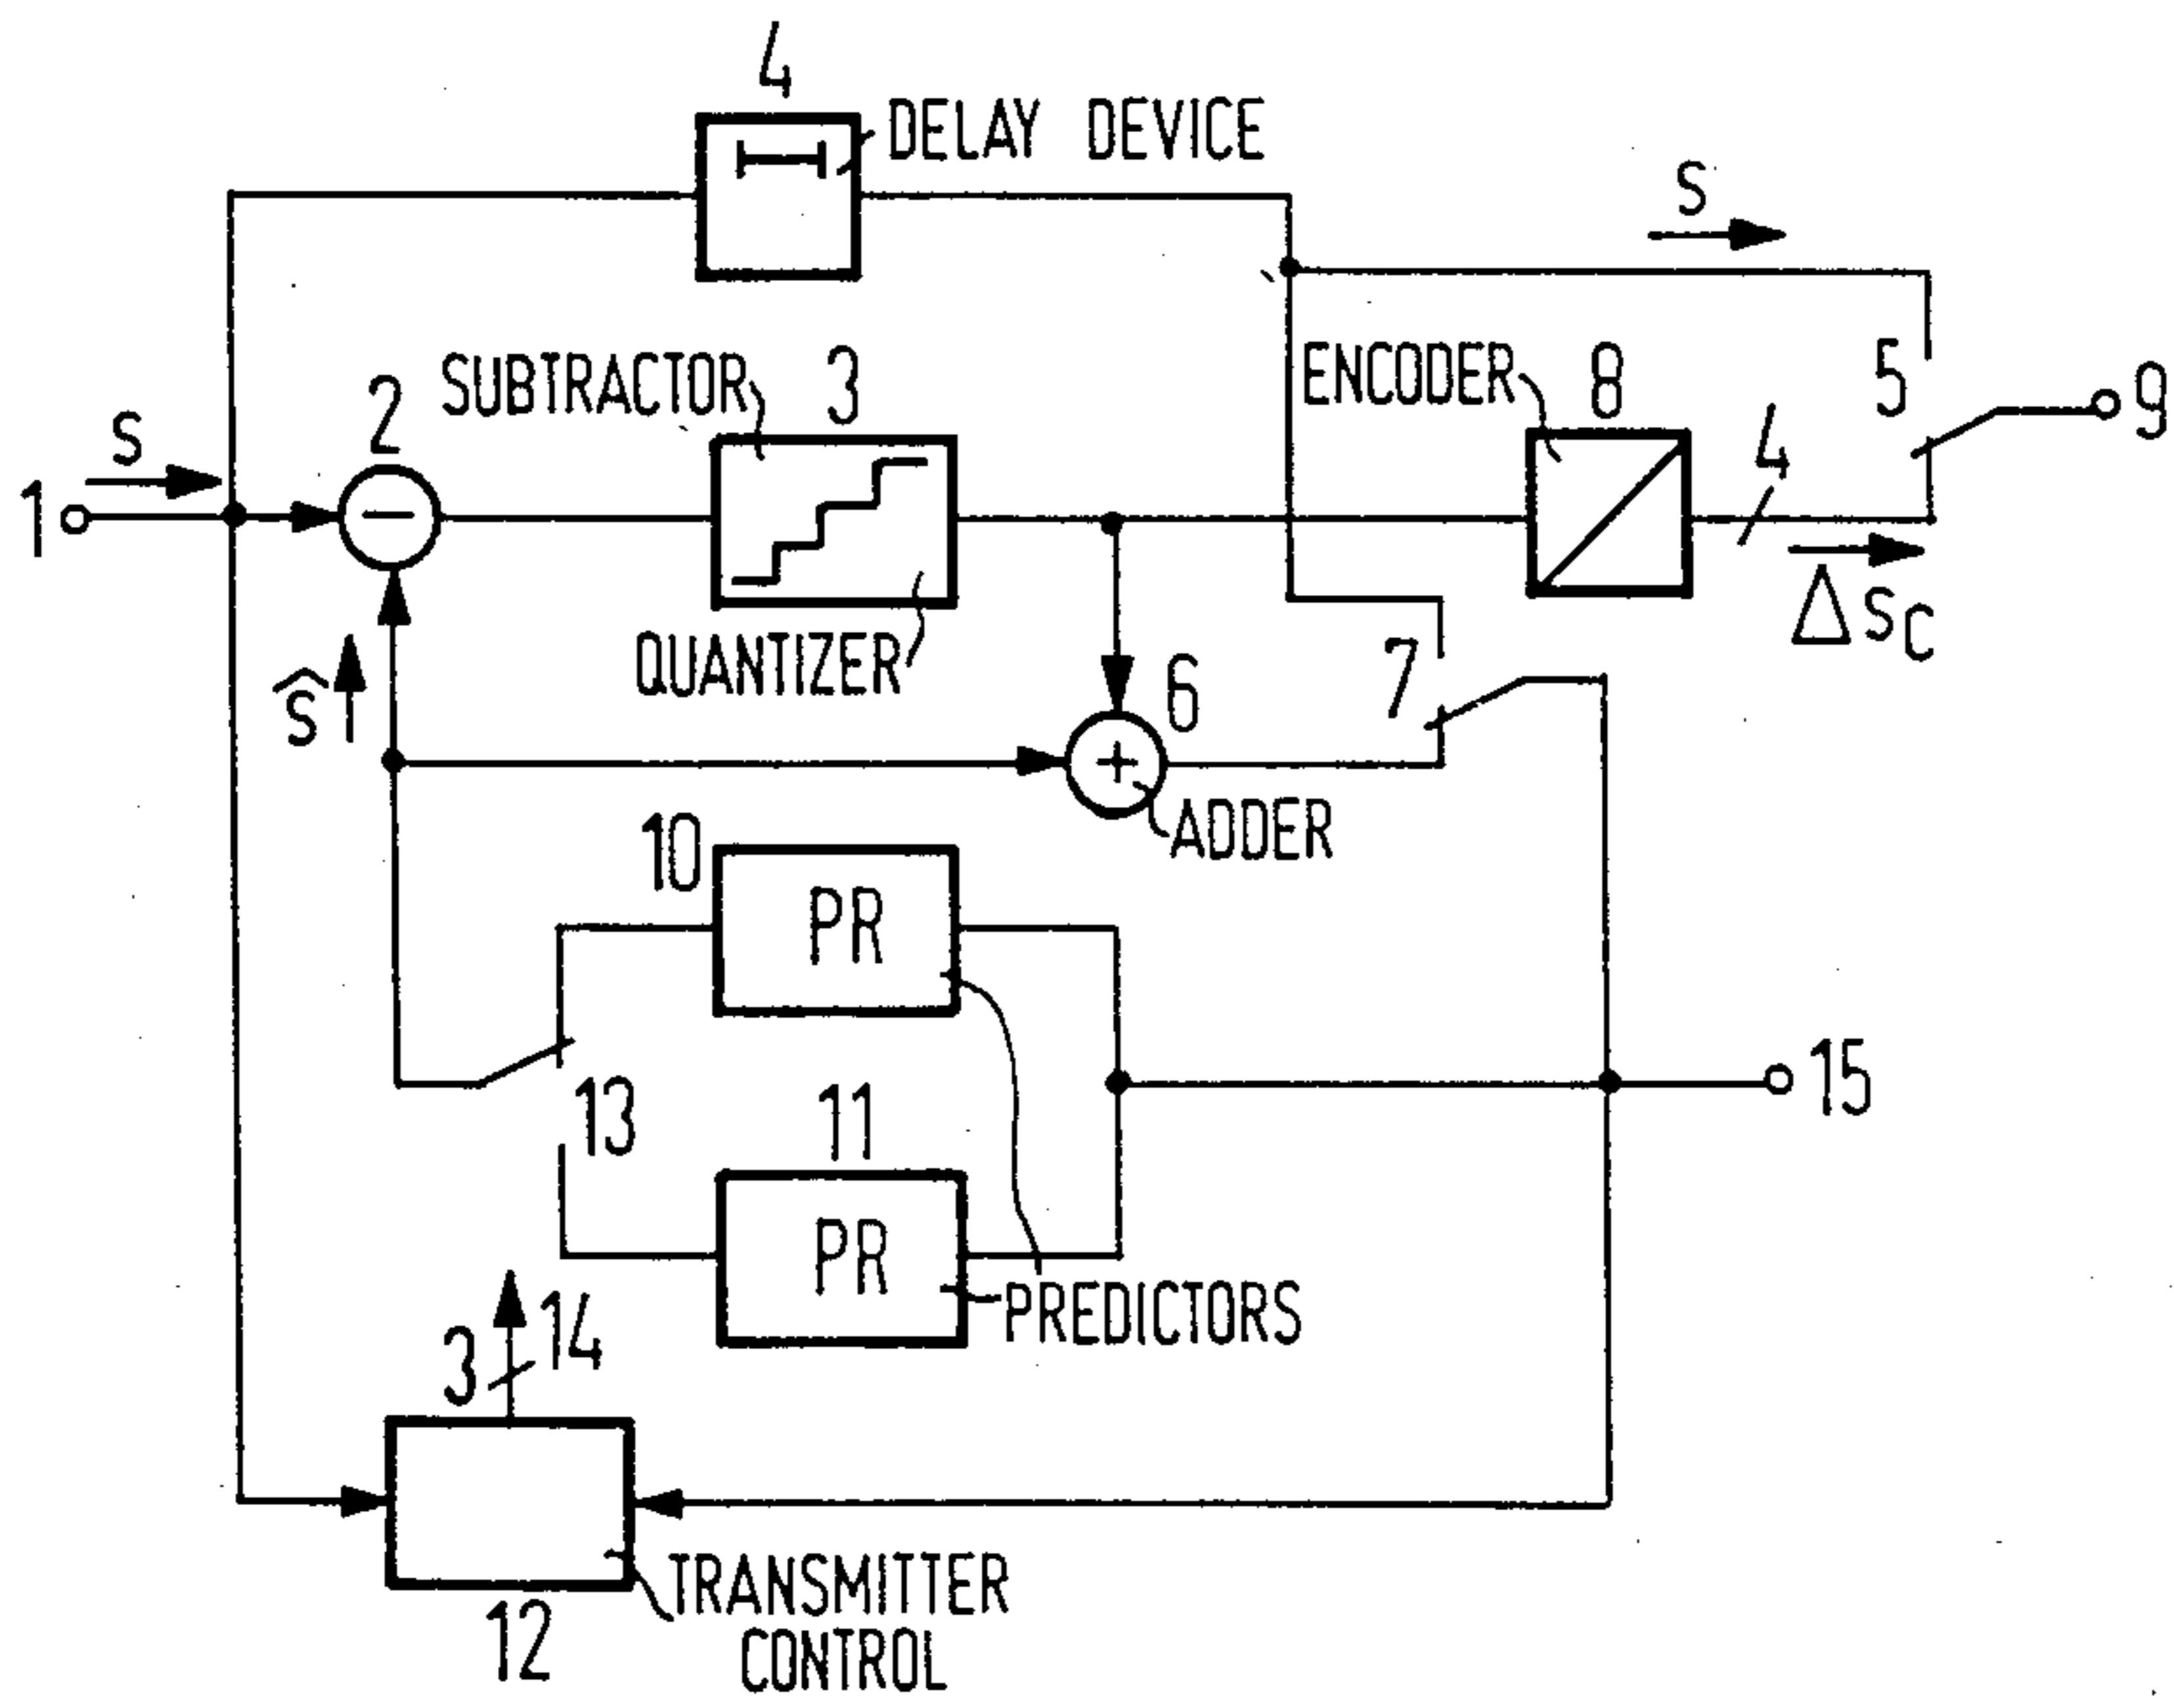 4
DELAY DEVICE
S
SUBTRACTOR
3
ENCODER
8
5
9
2
S
1
4
QUANTIZER
ŝ
7
6
Δ sC
+
ADDER
10
PR
13
11
15
PR
PREDICTORS
3
14
12
TRANSMITTER
CONTROL